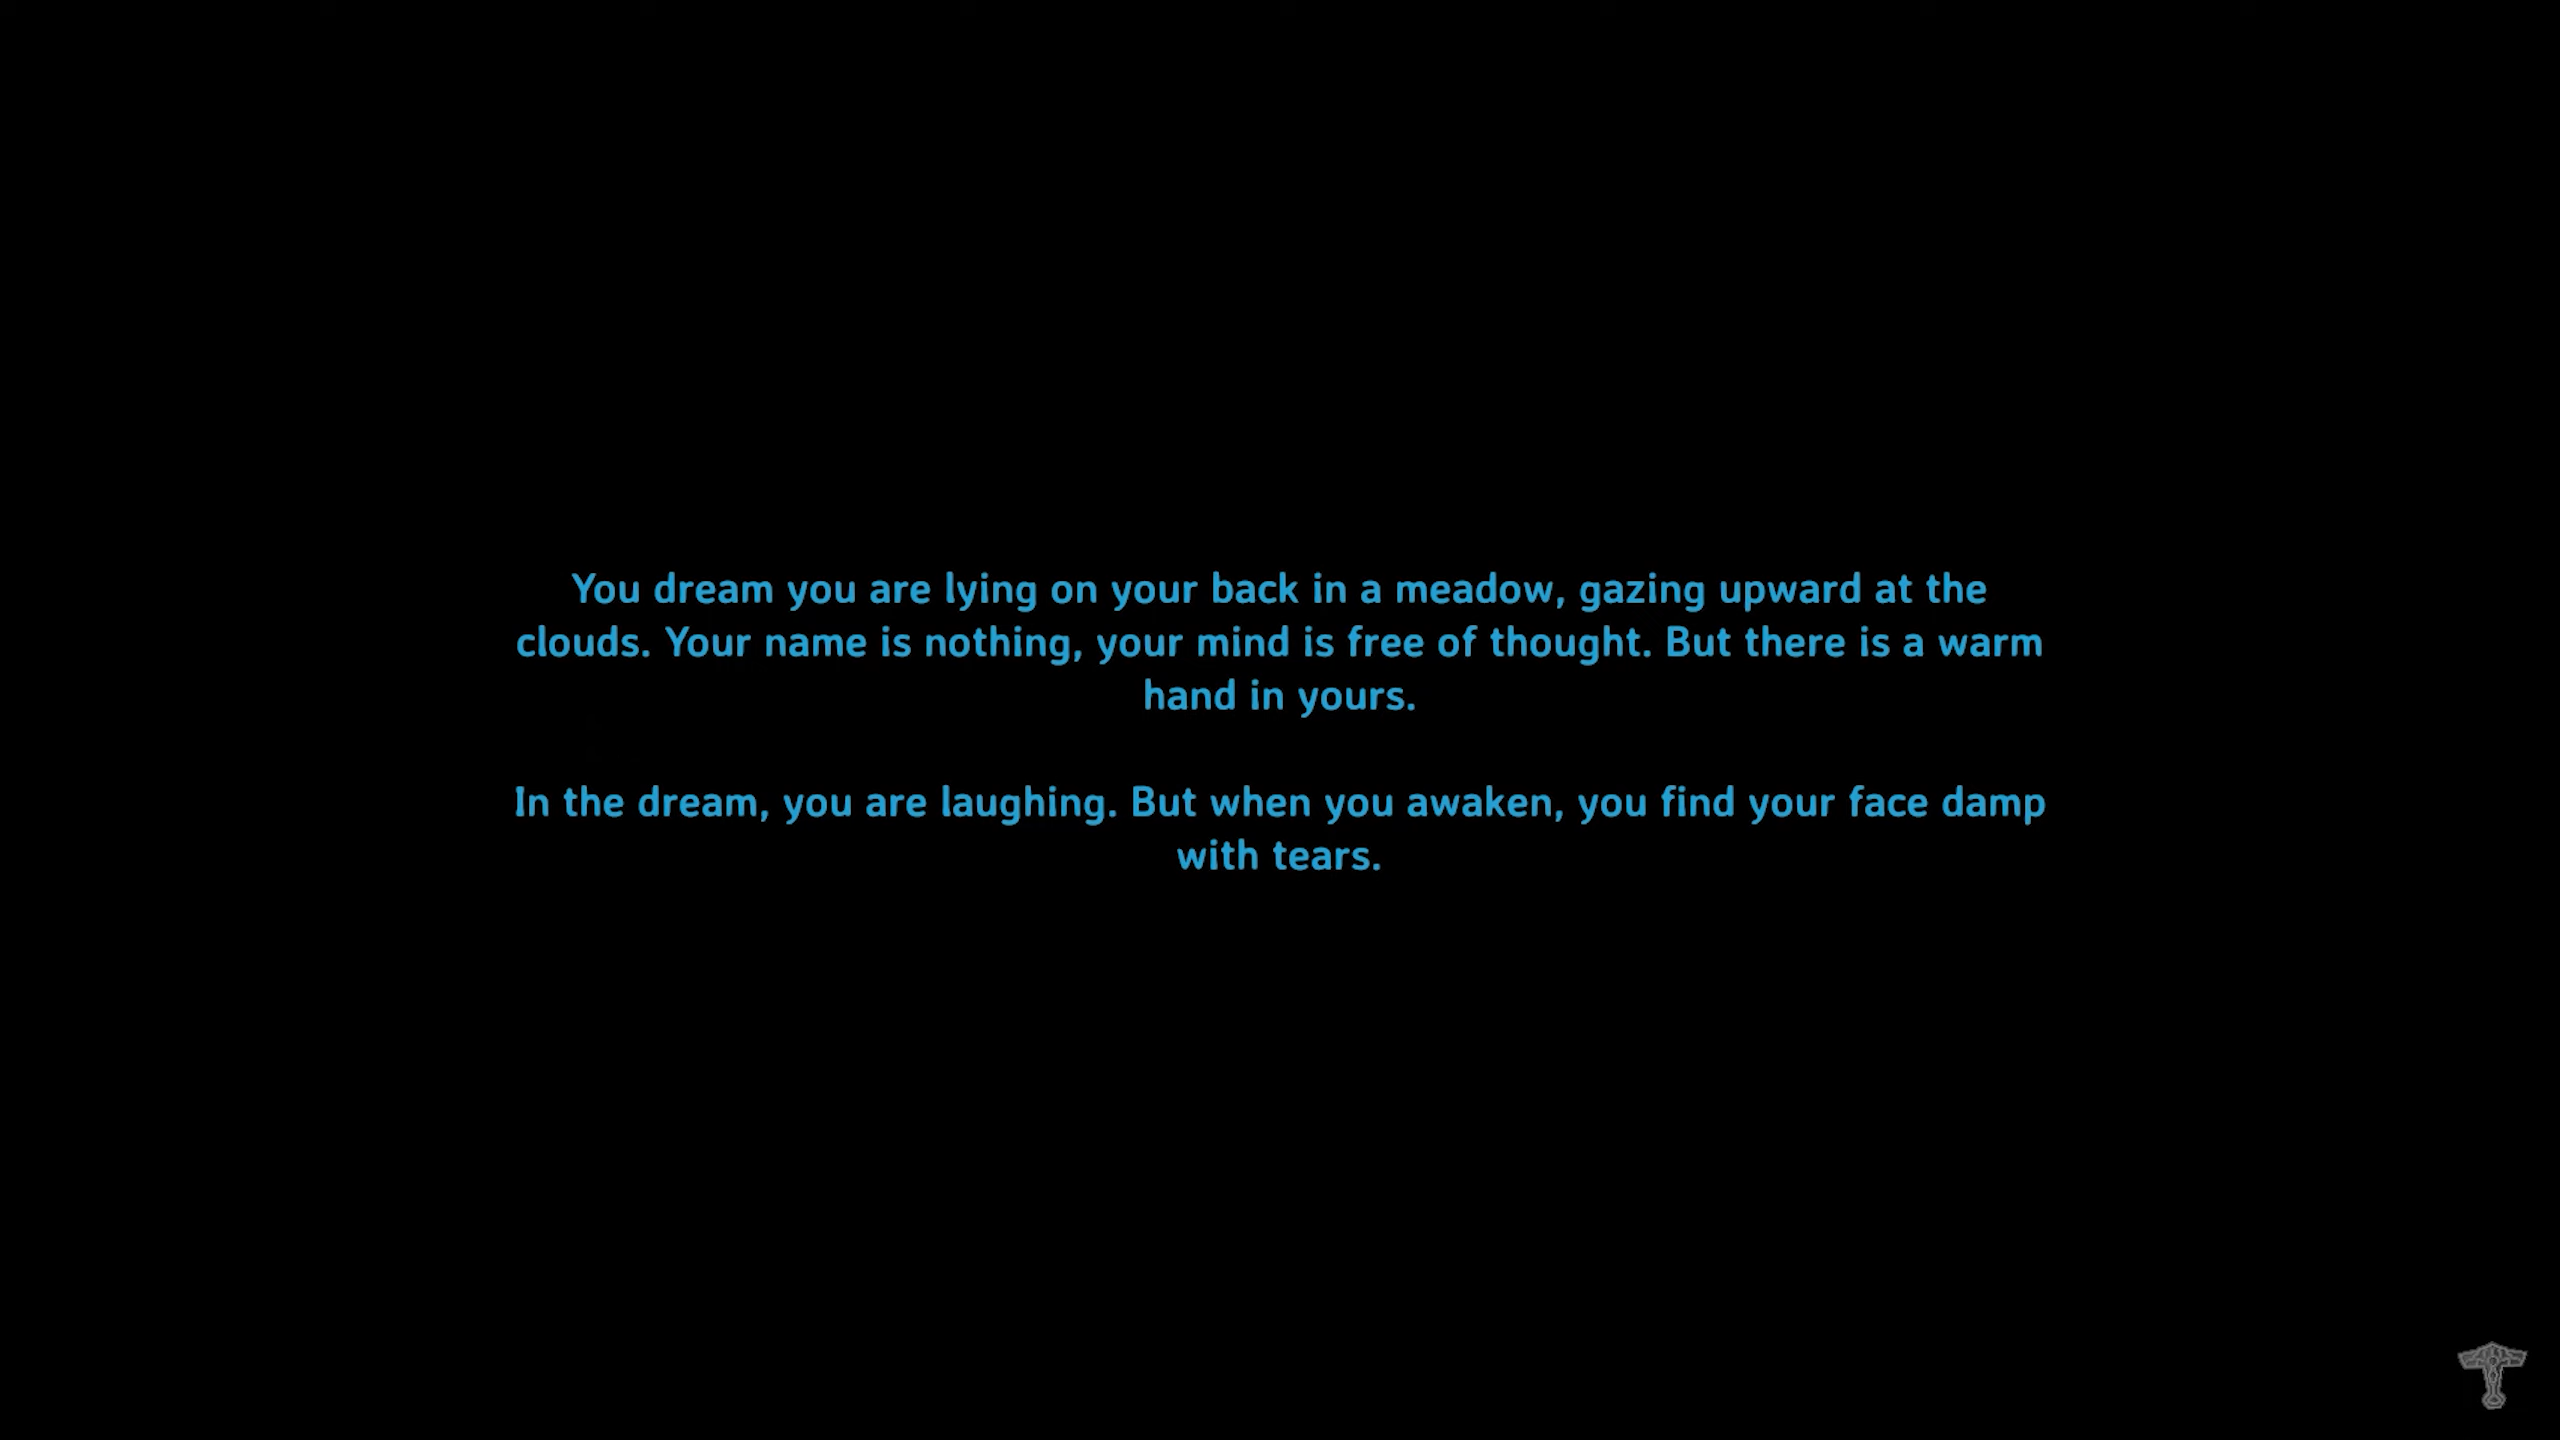 You dream you are lying on your back in a meadow, gazing upward at the
clouds. Your name is nothing, your mind is free of thought. But there is a warm
hand in yours.
In the dream, you are laughing. But when you awaken, you find your face damp
with tears.